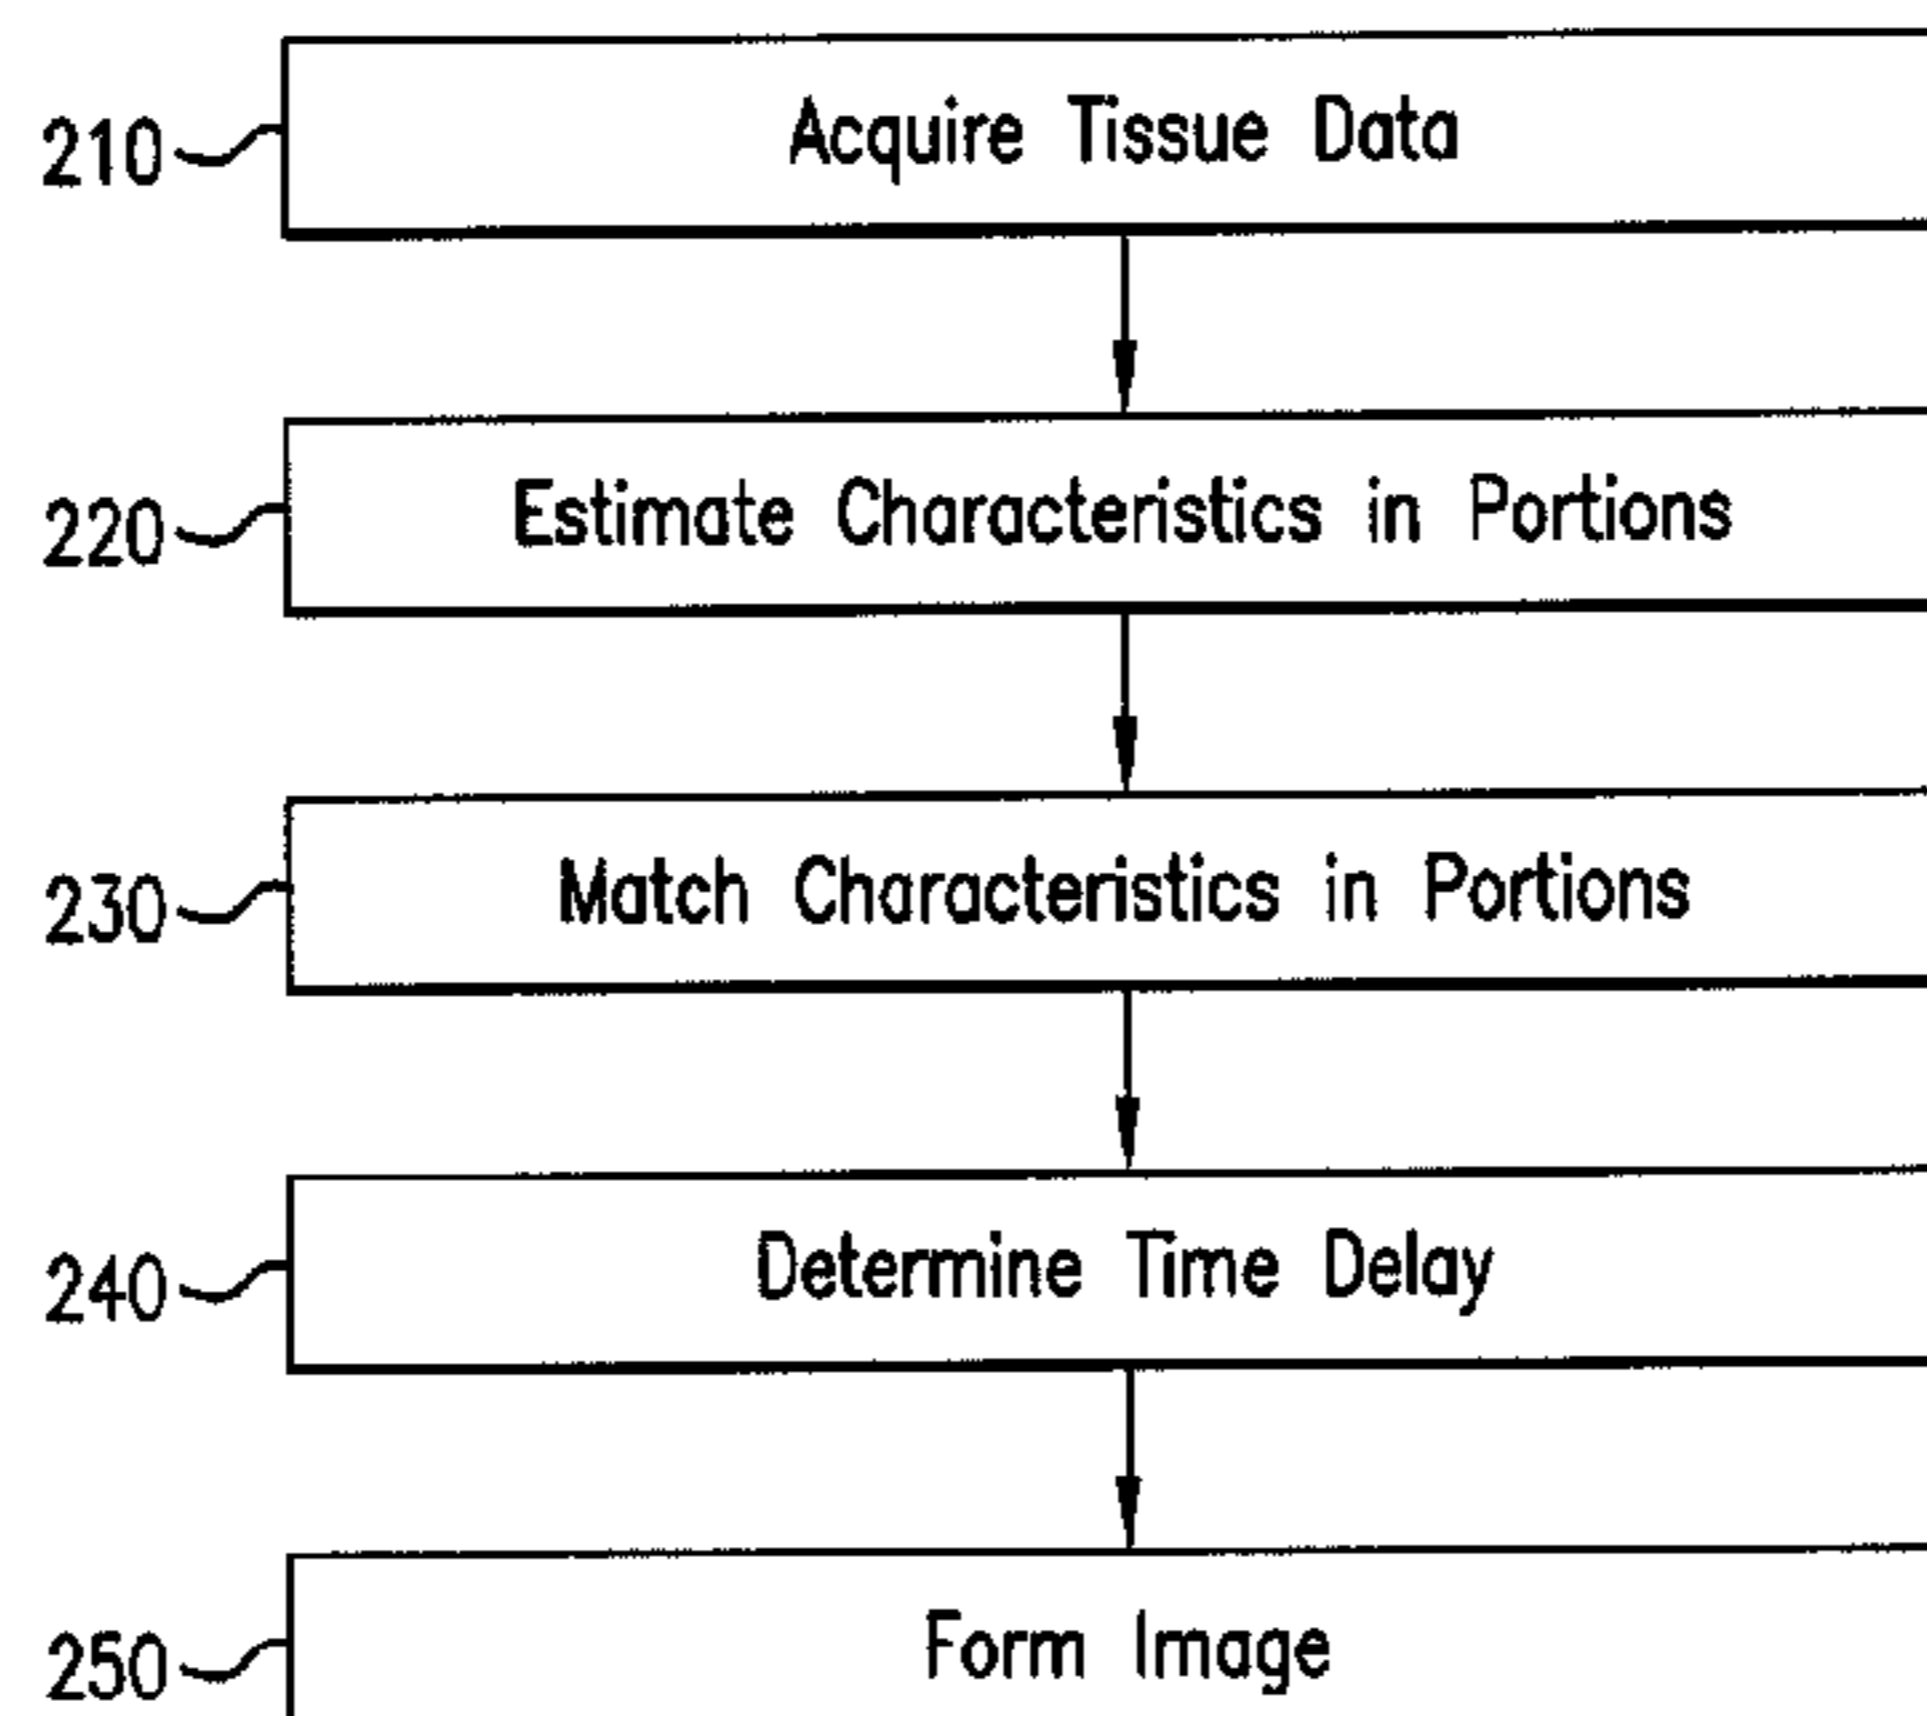 210 Acquire Tissue Data
220 Estimate Characteristics in Portions
230 Match Characteristics in Portions
240 Determine Time Delay
250 Form Image